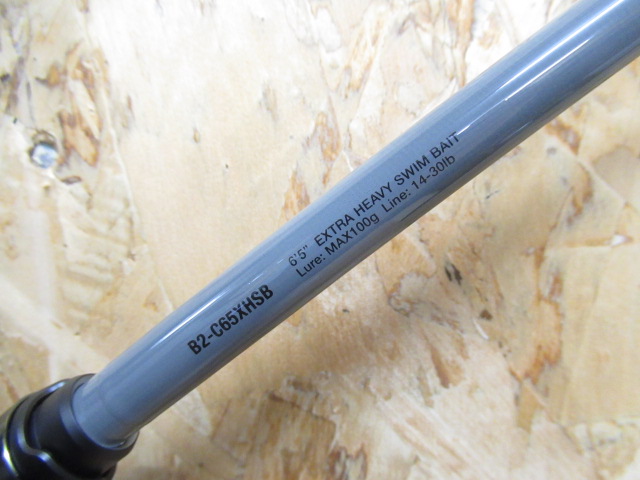 B2-C65XHSB
6'5" EXTRA HEAVY SWIM BAIT
Lure: MAX100g Line: 14-30lb